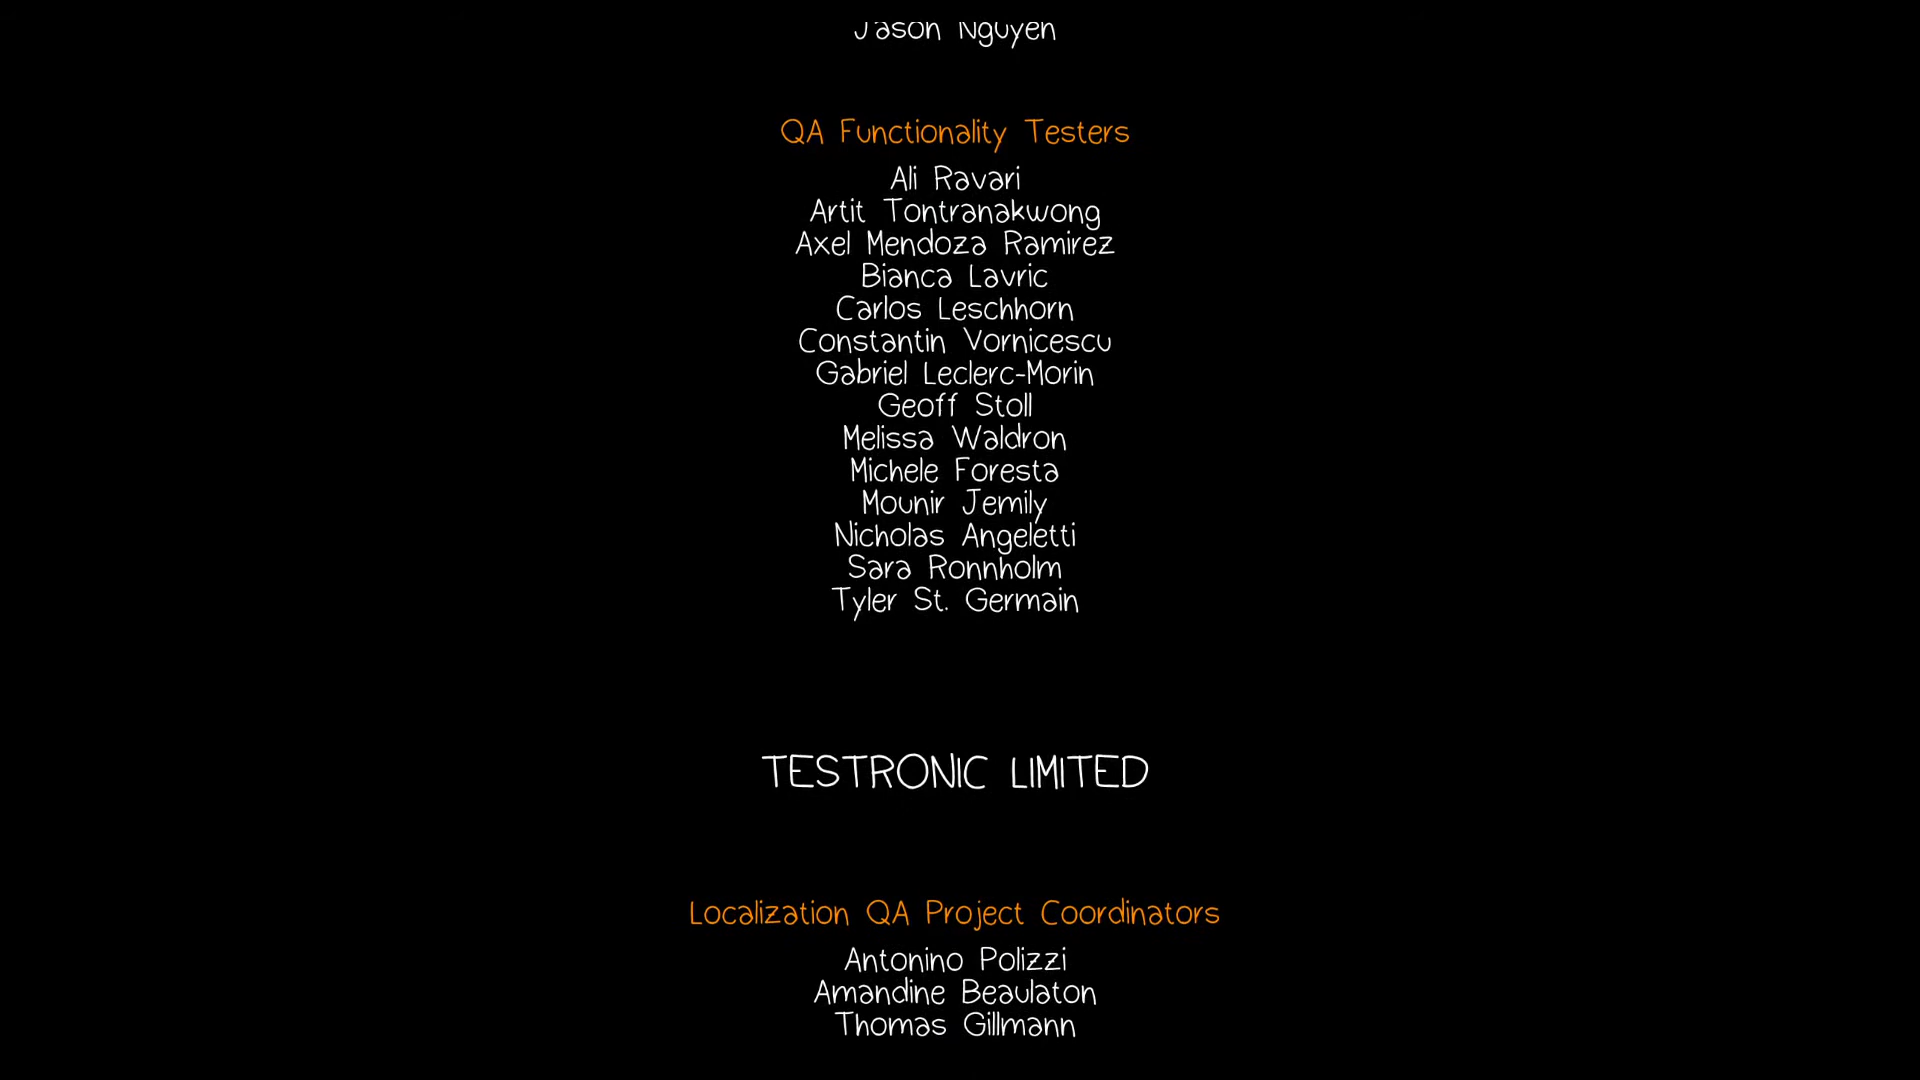 Jason Nguyen
QA Functionality Testers
Ali Ravari
Artit Tontranakwong
Axel Mendoza Ramirez
Bianca Lavric
Carlos Leschhorn
Constantin Vornicescu
Gabriel Leclerc-Morin
Geoff Stoll
Melissa Waldron
Michele Foresta
Mounir Jemily
Nicholas Angeletti
Sara Ronnholm
Tyler St. Germain
TESTRONIC LIMITED
Localization QA Project Coordinators
Antonino Polizzi
Amandine Beaulaton
Thomas Gillmann